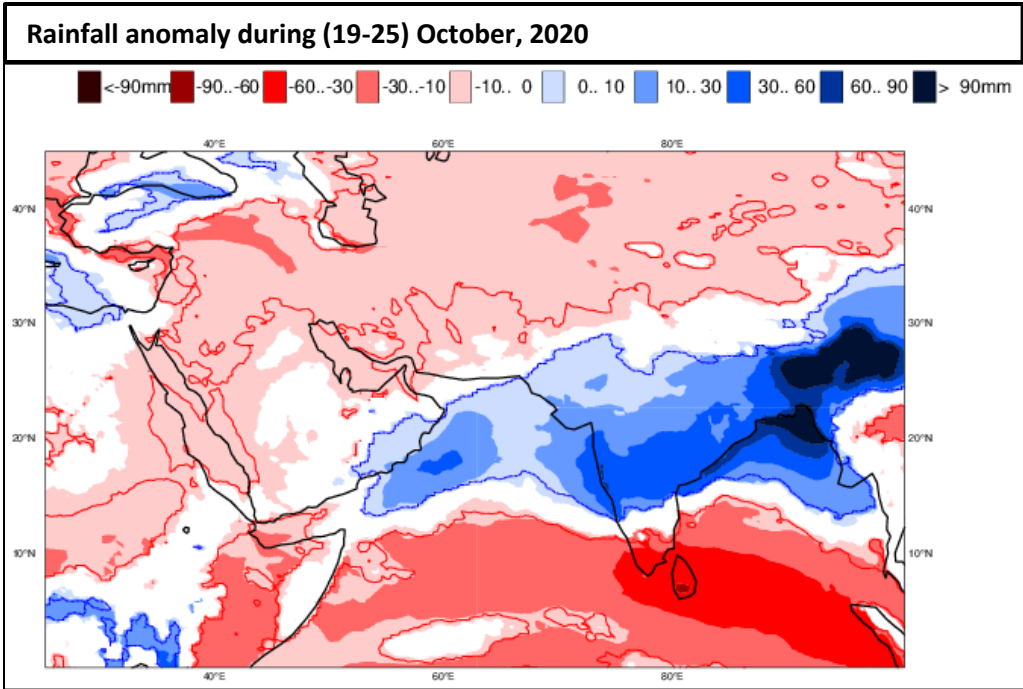 Rainfall anomaly during (19-25) October, 2020
<-90mm -90..-60 -60..-30 -30..-10 -10.. 0 0.. 10 10.. 30 30.. 60 60.. 90 > 90mm
40°E 60°E 80°E
40°N 40°N
30°N 30°N
20°N 20°N
10°N 10°N
40°E 60°E 80°E